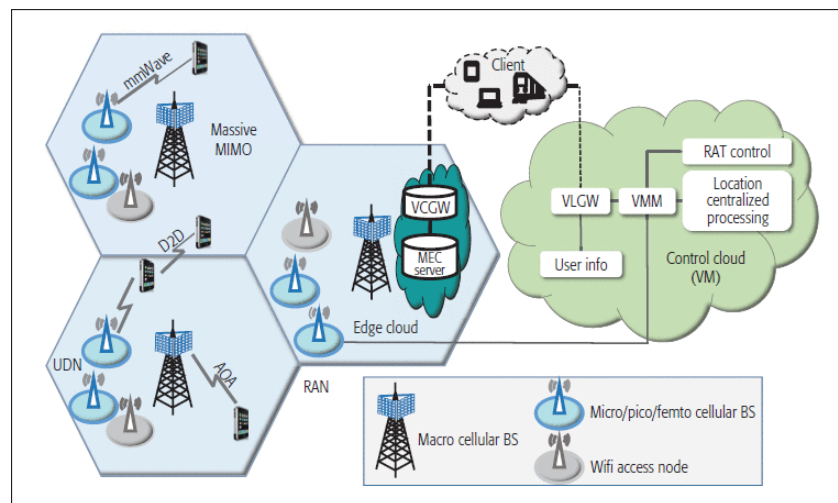 mmWave
Massive
MIMO
D2D
UDN
AOA
RAN
VCGW
MEC
server
Edge cloud
Client
VLGW
VMM
RAT control
Location
centralized
processing
User info
Control cloud
(VM)
Macro cellular BS
Micro/pico/femto cellular BS
Wifi access node